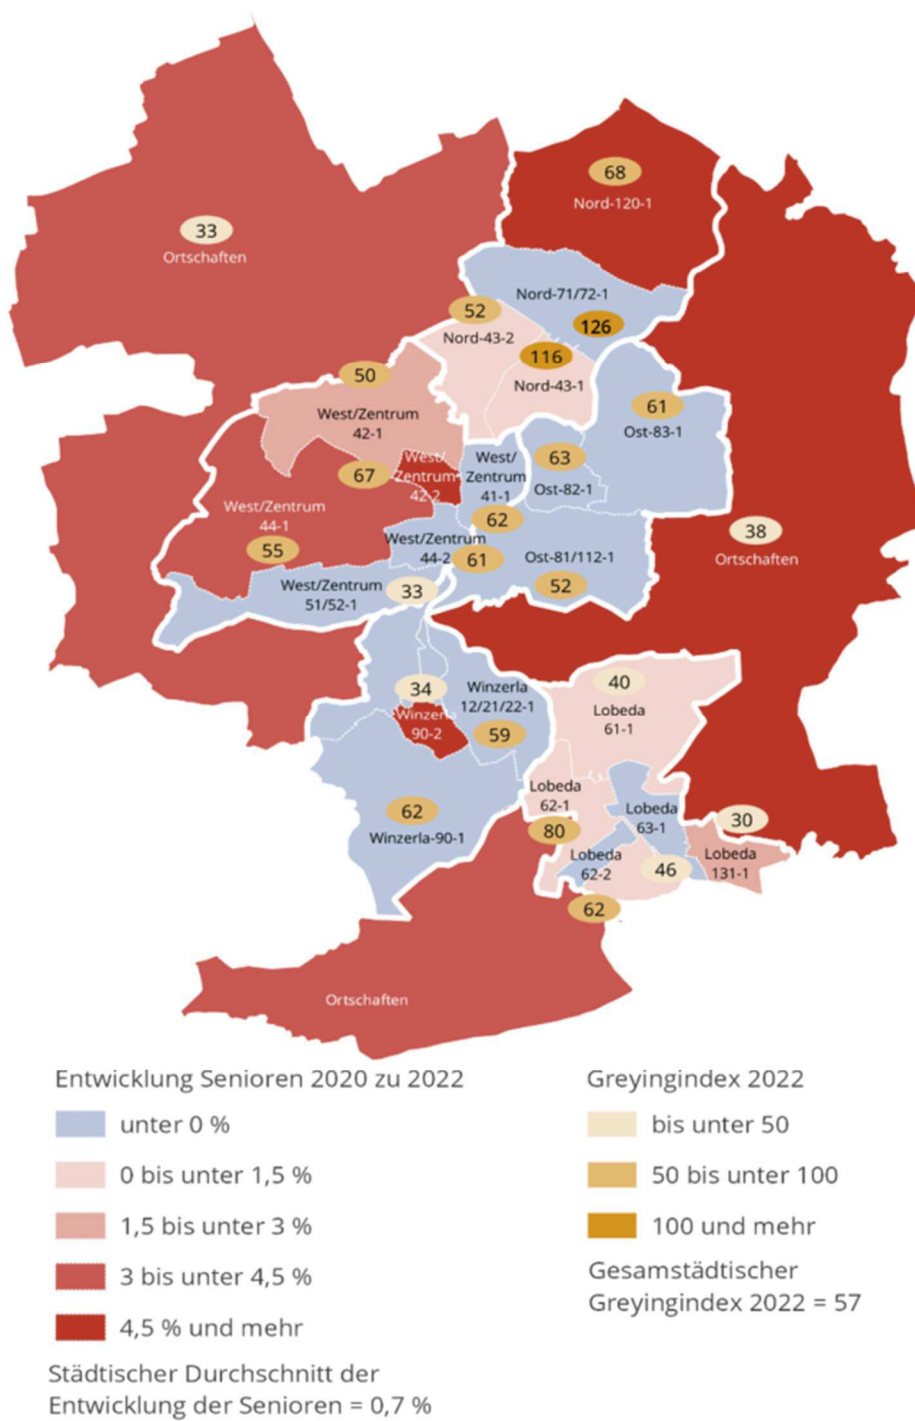 68
Nord-120-1
33
Ortschaften
Nord-71/72-1
52
126
Nord-43-2
116
50
Nord-43-1
61
West/Zentrum
42-1
Ost-83-1
West/
Zentrum
42-2
West/
Zentrum
41-1
63
67
Ost-82-1
West/Zentrum
44-1
62
38
Ortschaften
55
West/Zentrum
44-2
61
Ost-81/112-1
52
West/Zentrum
51/52-1
33
40
Lobeda
61-1
34
Winzerla
12/21/22-1
Winzerla
90-2
59
Lobeda
62-1
62
Winzerla-90-1
Lobeda
63-1
30
80
Lobeda
62-2
46
Lobeda
131-1
62
Ortschaften
Entwicklung Senioren 2020 zu 2022
unter 0 %
0 bis unter 1,5 %
1,5 bis unter 3 %
3 bis unter 4,5 %
4,5 % und mehr
Städtischer Durchschnitt der
Entwicklung der Senioren = 0,7 %
Greyingindex 2022
bis unter 50
50 bis unter 100
100 und mehr
Gesamstädtischer
Greyingindex 2022 = 57